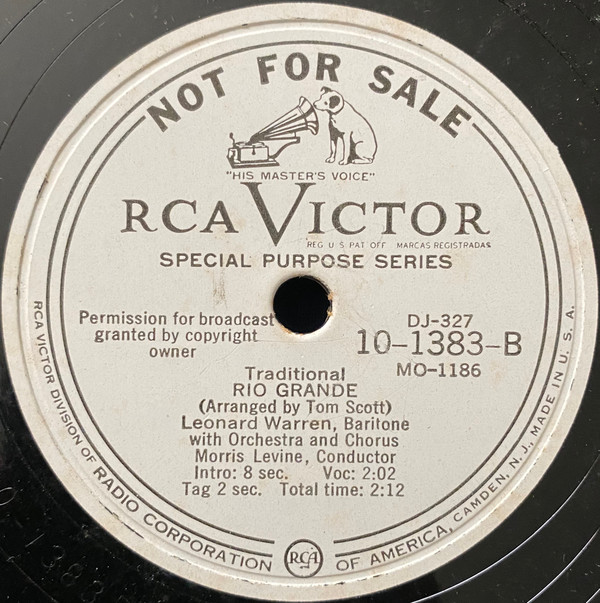 NOT FOR SALE
"HIS MASTER'S VOICE"
RCA VICTOR
REG U S PAT OFF MARCAS REGISTRADAS
SPECIAL PURPOSE SERIES
Permission for broadcast
granted by copyright
owner
DJ-327
10-1383-B
MO-1186
Traditional
RIO GRANDE
(Arranged by Tom Scott)
Leonard Warren, Baritone
with Orchestra and Chorus
Morris Levine, Conductor
Intro: 8 sec. Voc: 2:02
Tag 2 sec. Total time: 2:12
RCA VICTOR DIVISION OF RADIO CORPORATION OF AMERICA, CAMDEN, N. J., MADE IN U. S. A.
RCA